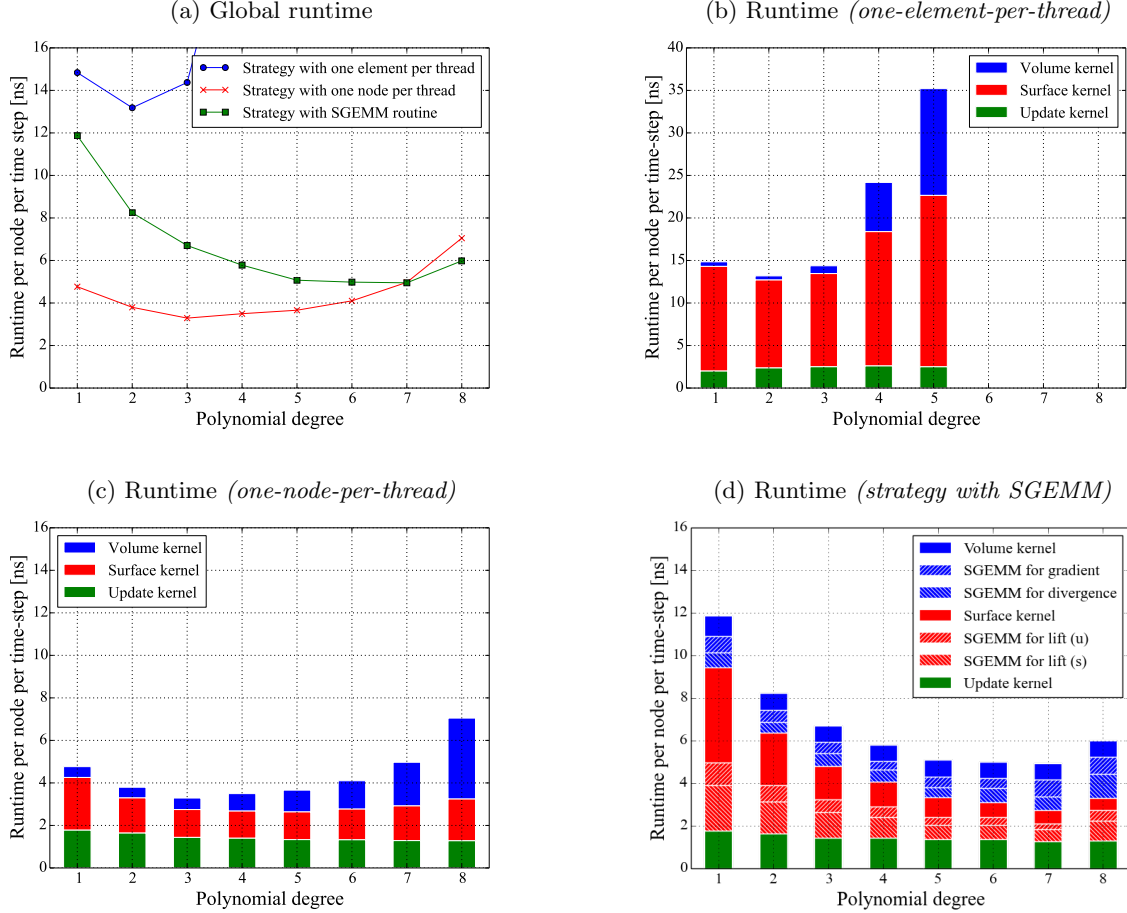 (a) Global runtime
16
14
12
10
8
6
4
2
0
Runtime per node per time step [ns]
Strategy with one element per thread
Strategy with one node per thread
Strategy with SGEMM routine
1 2 3 4 5 6 7 8
Polynomial degree
(b) Runtime (one-element-per-thread)
40
35
30
25
20
15
10
5
0
Runtime per node per time-step [ns]
Volume kernel
Surface kernel
Update kernel
1 2 3 4 5 6 7 8
Polynomial degree
(c) Runtime (one-node-per-thread)
16
14
12
10
8
6
4
2
0
Runtime per node per time-step [ns]
Volume kernel
Surface kernel
Update kernel
1 2 3 4 5 6 7 8
Polynomial degree
(d) Runtime (strategy with SGEMM)
16
14
12
10
8
6
4
2
0
Runtime per node per time-step [ns]
Volume kernel
SGEMM for gradient
SGEMM for divergence
Surface kernel
SGEMM for lift (u)
SGEMM for lift (s)
Update kernel
1 2 3 4 5 6 7 8
Polynomial degree